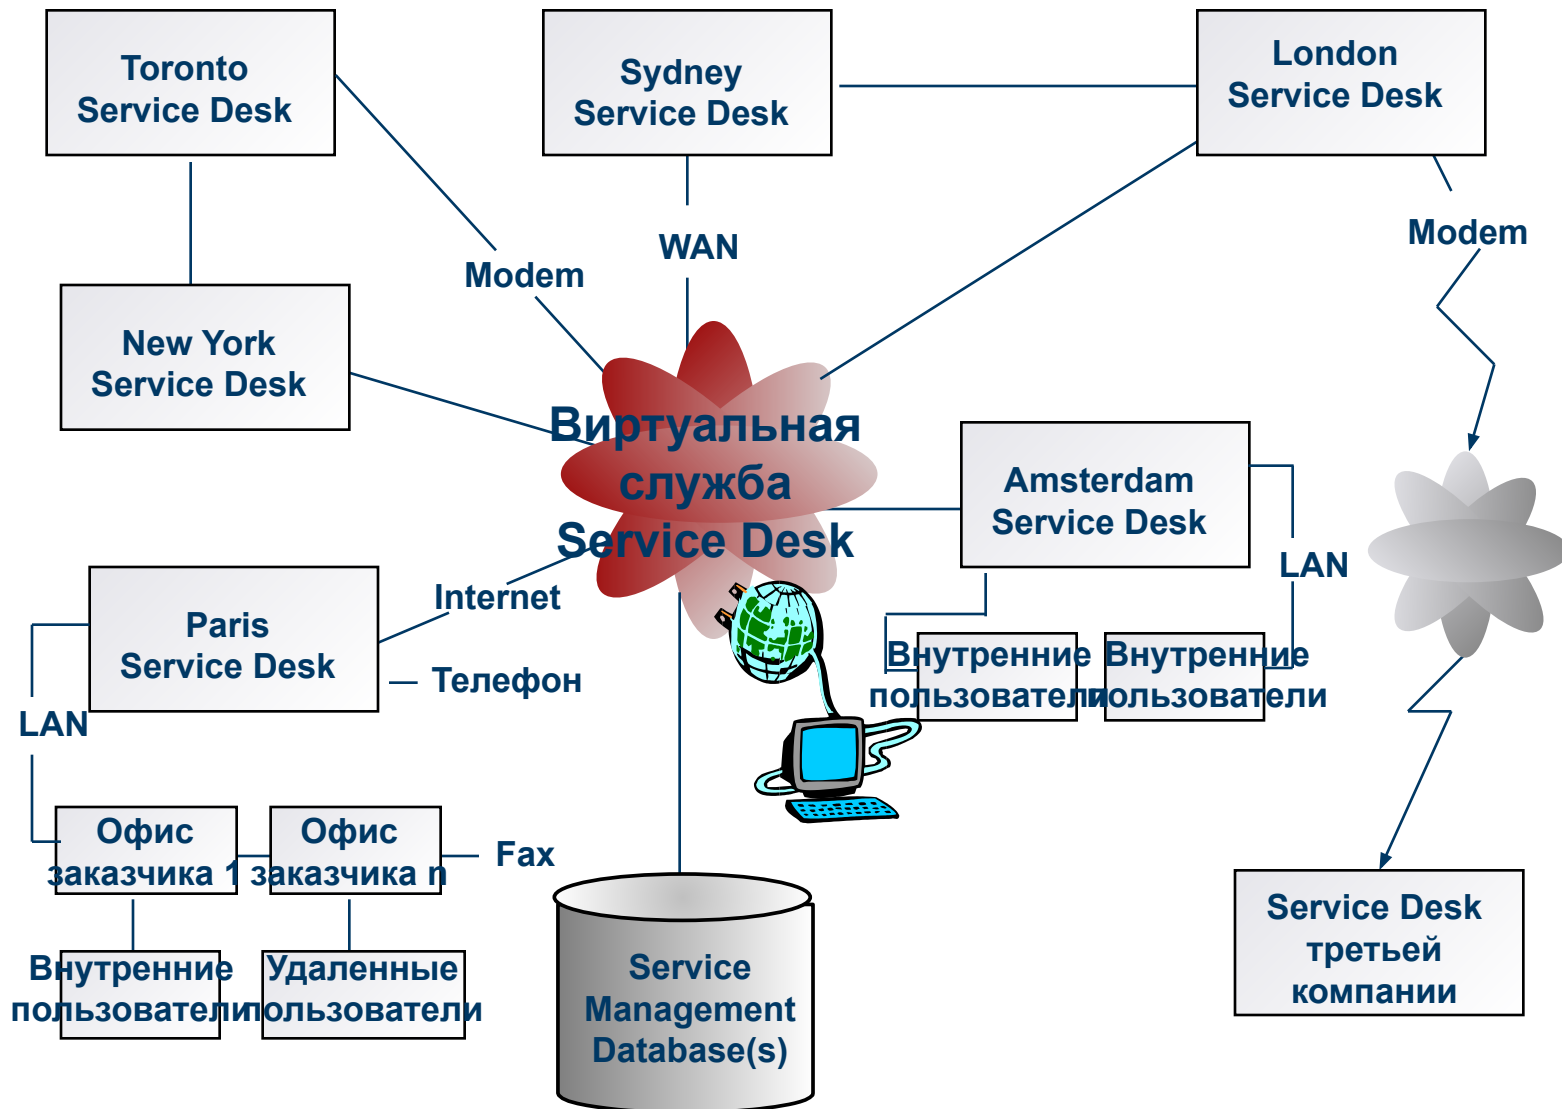 Toronto
Service Desk
Sydney
Service Desk
London
Service Desk
WAN
Modem
Modem
New York
Service Desk
Виртуальная
служба
Service Desk
Amsterdam
Service Desk
LAN
Internet
Paris
Service Desk
Телефон
LAN
Внутренние
пользователи
Внутренние
пользователи
Офис
заказчика 1
Офис
заказчика n
Fax
Внутренние
пользователи
Удаленные
пользователи
Service
Management
Database(s)
Service Desk
третьей
компании